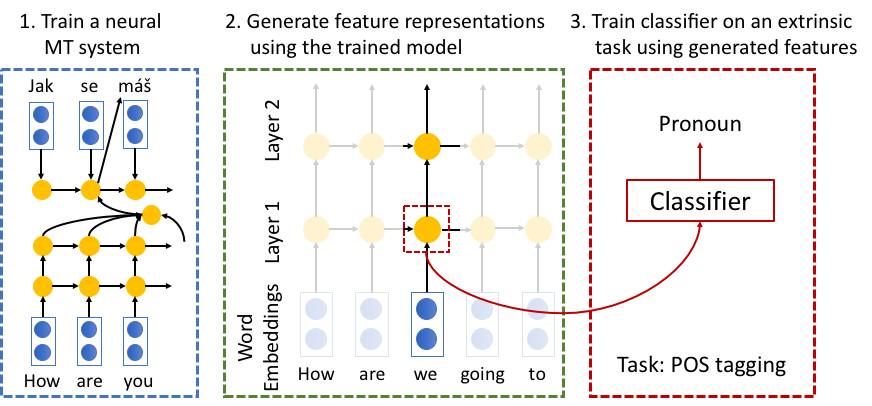 1. Train a neural
MT system
2. Generate feature representations
using the trained model
3. Train classifier on an extrinsic
task using generated features
Jak se máš
How are you
Layer 2
Layer 1
Word
Embeddings
How are we going to
Pronoun
Classifier
Task: POS tagging